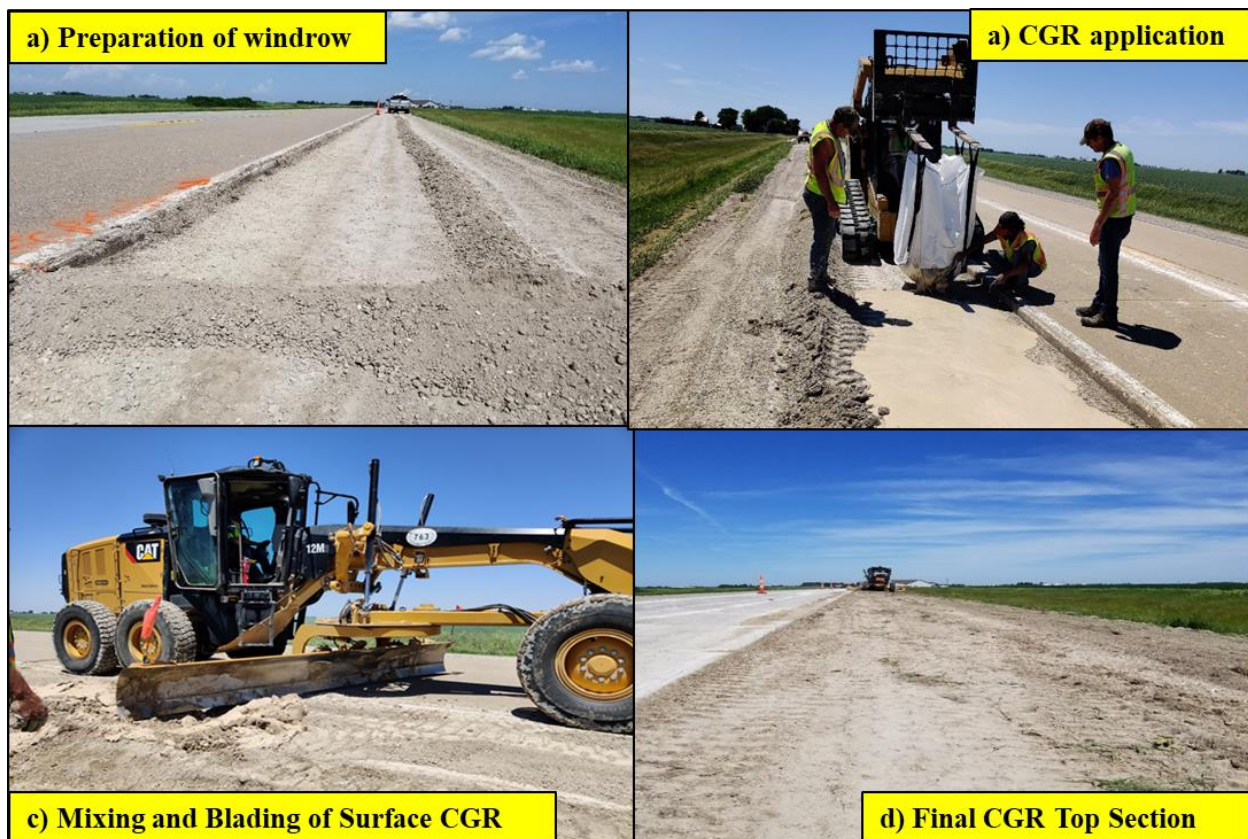 a) Preparation of windrow
a) CGR application
CAT
12M
763
c) Mixing and Blading of Surface CGR
d) Final CGR Top Section